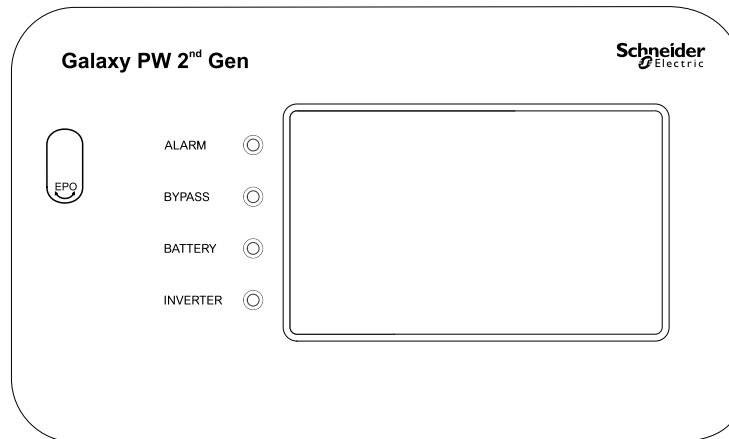 Galaxy PW 2nd Gen
Schneider
Electric
EPO
ALARM
BYPASS
BATTERY
INVERTER